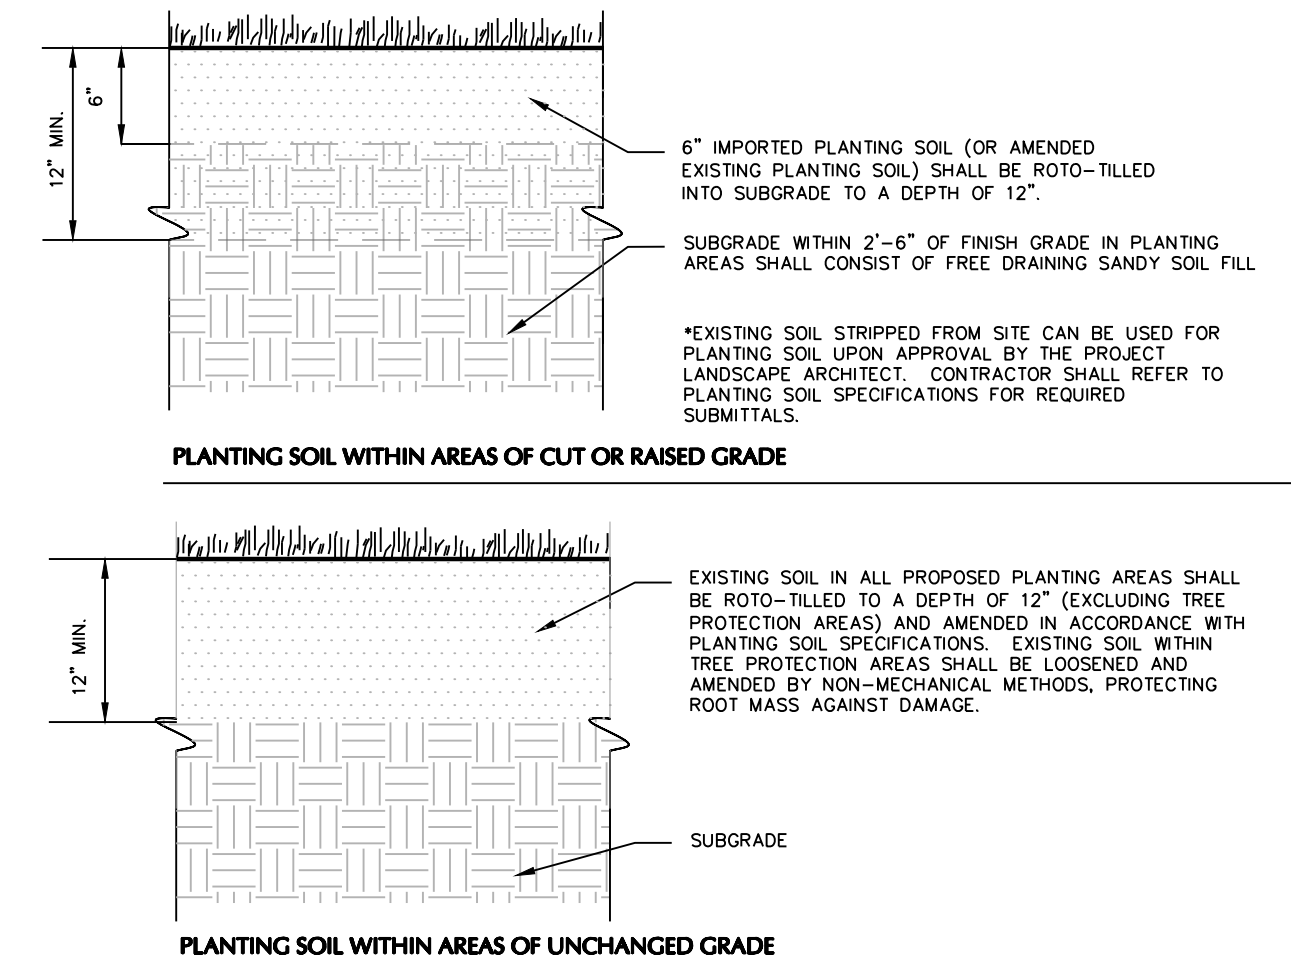 6"
12" MIN.
6" IMPORTED PLANTING SOIL (OR AMENDED
EXISTING PLANTING SOIL) SHALL BE ROTO-TILLED
INTO SUBGRADE TO A DEPTH OF 12".
SUBGRADE WITHIN 2'-6" OF FINISH GRADE IN PLANTING
AREAS SHALL CONSIST OF FREE DRAINING SANDY SOIL FILL
*EXISTING SOIL STRIPPED FROM SITE CAN BE USED FOR
PLANTING SOIL UPON APPROVAL BY THE PROJECT
LANDSCAPE ARCHITECT. CONTRACTOR SHALL REFER TO
PLANTING SOIL SPECIFICATIONS FOR REQUIRED
SUBMITTALS.
PLANTING SOIL WITHIN AREAS OF CUT OR RAISED GRADE
12" MIN.
EXISTING SOIL IN ALL PROPOSED PLANTING AREAS SHALL
BE ROTO-TILLED TO A DEPTH OF 12" (EXCLUDING TREE
PROTECTION AREAS) AND AMENDED IN ACCORDANCE WITH
PLANTING SOIL SPECIFICATIONS. EXISTING SOIL WITHIN
TREE PROTECTION AREAS SHALL BE LOOSENED AND
AMENDED BY NON-MECHANICAL METHODS, PROTECTING
ROOT MASS AGAINST DAMAGE.
SUBGRADE
PLANTING SOIL WITHIN AREAS OF UNCHANGED GRADE